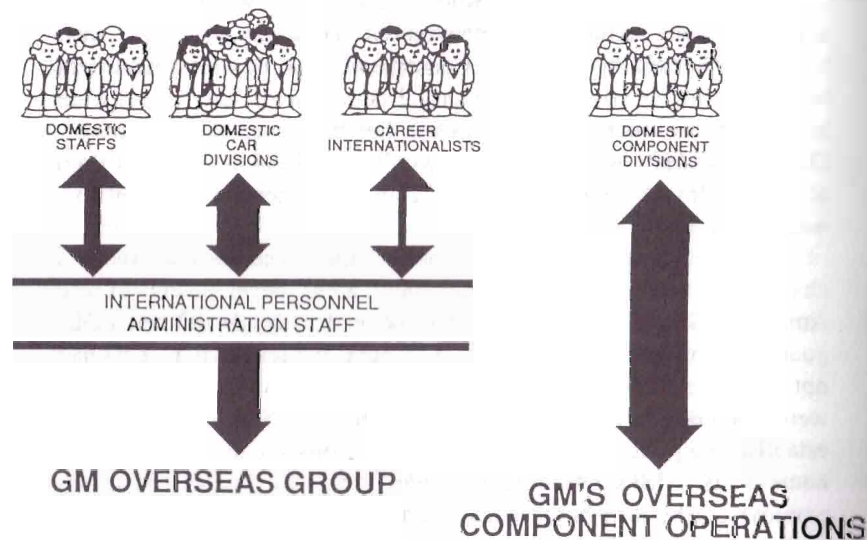 DOMESTIC
STAFFS
DOMESTIC
CAR
DIVISIONS
CAREER
INTERNATIONALISTS
DOMESTIC
COMPONENT
DIVISIONS
INTERNATIONAL PERSONNEL
ADMINISTRATION STAFF
GM OVERSEAS GROUP
GM'S OVERSEAS
COMPONENT OPERATIONS